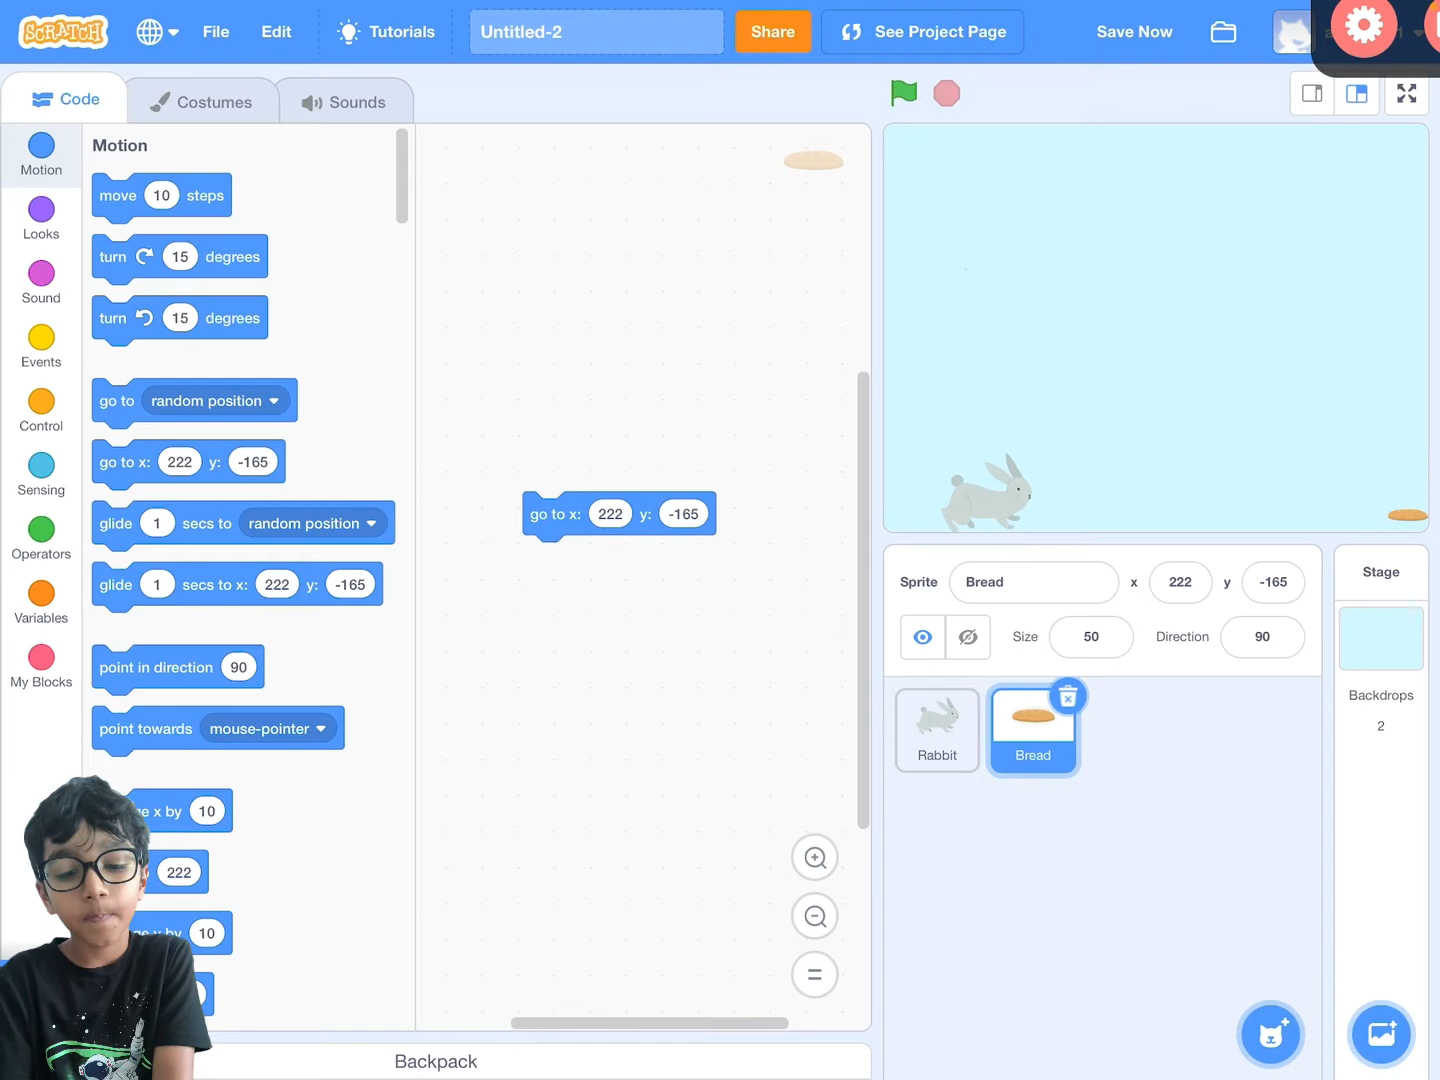 SCRATCH File Edit Tutorials Untitled-2 Share See Project Page Save Now
Code Costumes Sounds
Motion
Looks
Sound
Events
Control
Sensing
Operators
Variables
My Blocks
Motion
move 10 steps
turn 15 degrees
turn 15 degrees
go to random position
go to x: 222 y: -165
glide 1 secs to random position
glide 1 secs to x: 222 y: -165
point in direction 90
point towards mouse-pointer
x by 10
222
by 10
go to x: 222 y: -165
Backpack
Sprite Bread x 222 y -165
Size 50 Direction 90
Rabbit
Bread
Stage
Backdrops
2